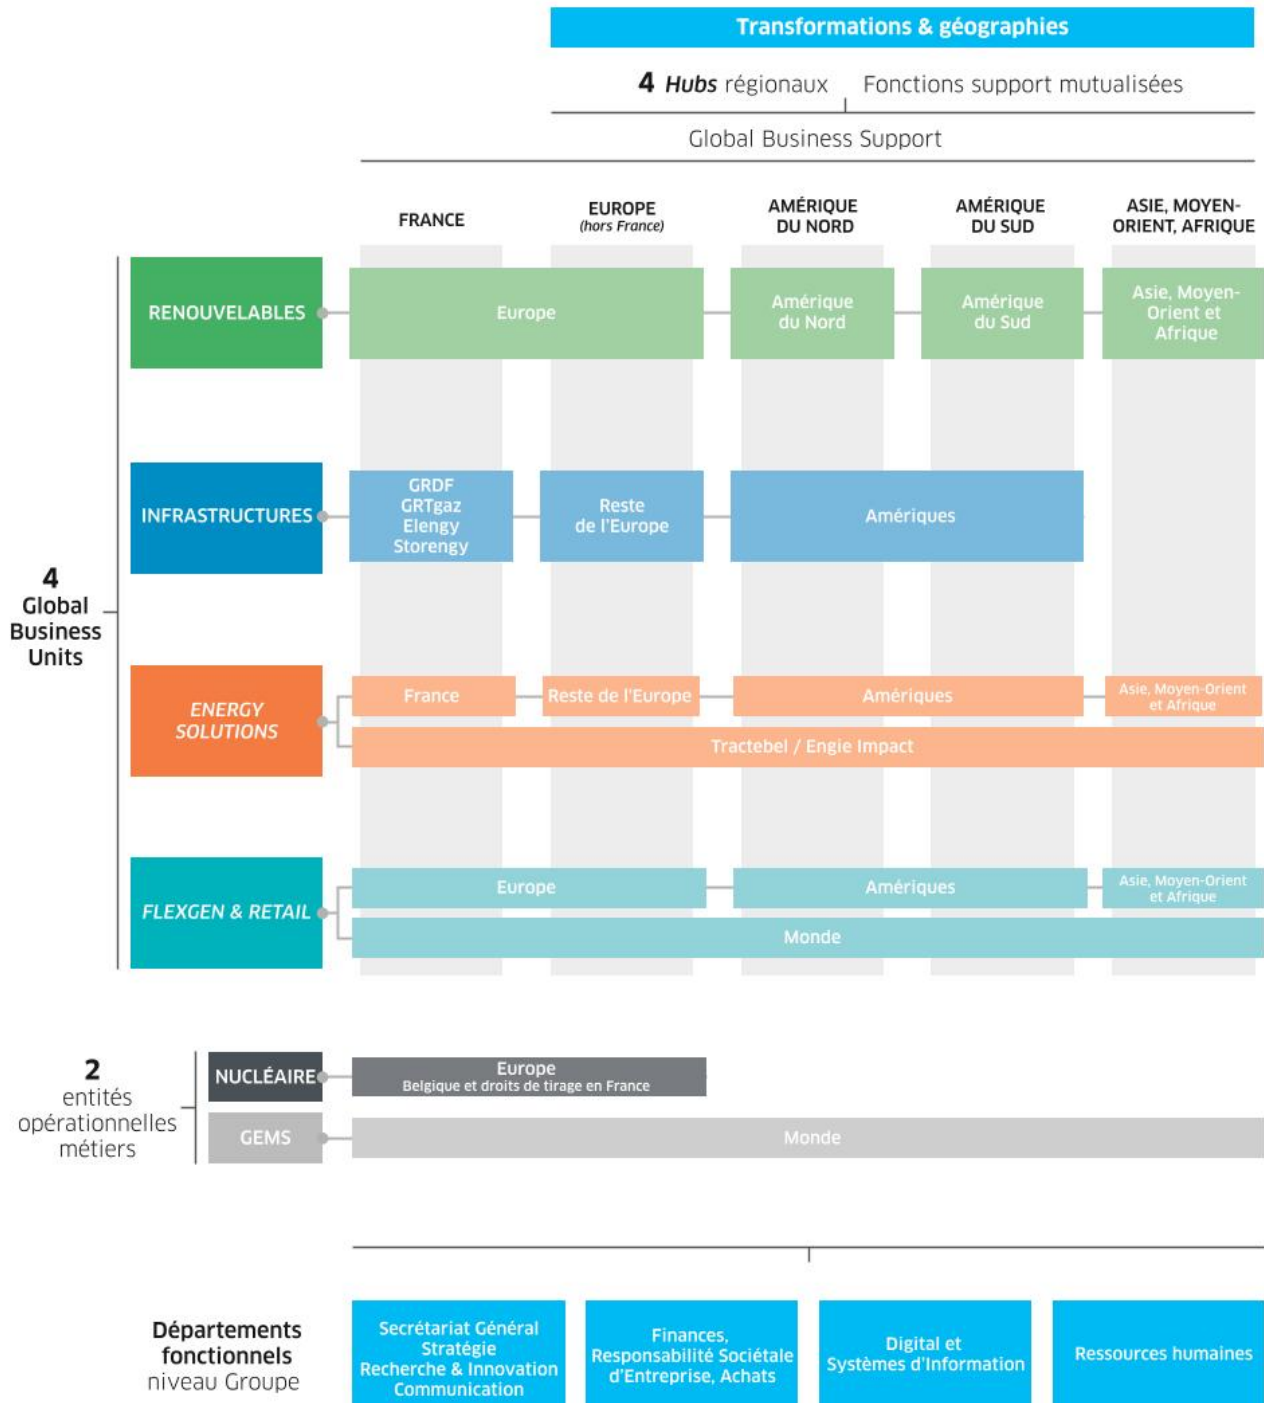 Transformations & géographies
4 Hubs régionaux
Fonctions support mutualisées
Global Business Support
FRANCE
EUROPE
(hors France)
AMÉRIQUE
DU NORD
AMÉRIQUE
DU SUD
ASIE, MOYEN-
ORIENT, AFRIQUE
4
Global
Business
Units
RENOUVELABLES
Europe
Amérique
du Nord
Amérique
du Sud
Asie, Moyen-
Orient et
Afrique
INFRASTRUCTURES
GRDF
GRTgaz
Elengy
Storengy
Reste
de l'Europe
Amériques
ENERGY
SOLUTIONS
France
Reste de l'Europe
Amériques
Asie, Moyen-Orient
et Afrique
Tractebel / Engie Impact
FLEXGEN & RETAIL
Europe
Amériques
Asie, Moyen-Orient
et Afrique
Monde
2
entités
opérationnelles
métiers
NUCLÉAIRE
Europe
Belgique et droits de tirage en France
GEMS
Monde
Départements
fonctionnels
niveau Groupe
Secrétariat Général
Stratégie
Recherche & Innovation
Communication
Finances,
Responsabilité Sociétale
d'Entreprise, Achats
Digital et
Systèmes d'Information
Ressources humaines